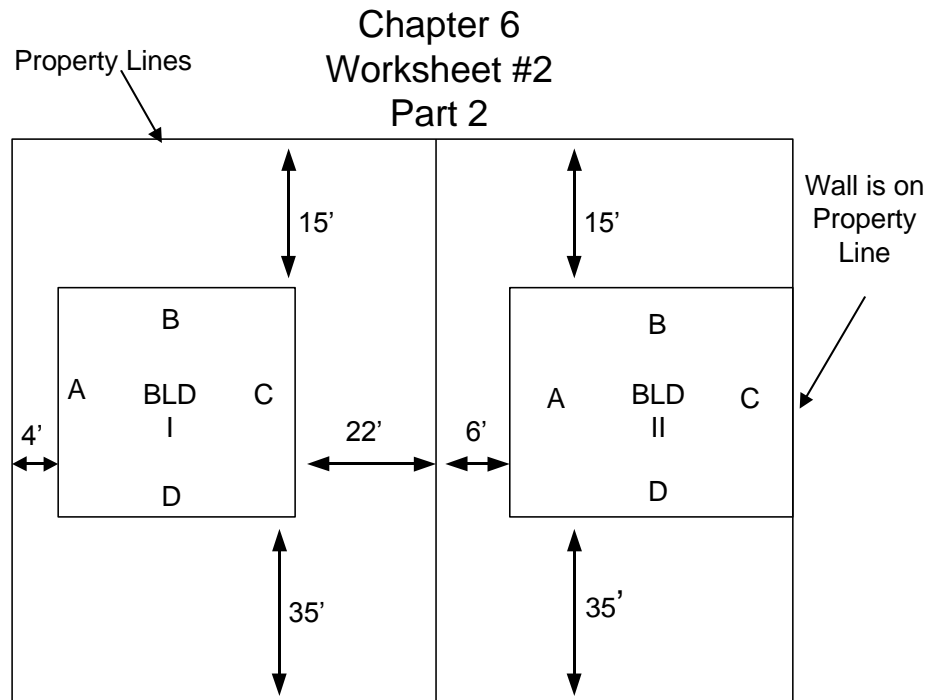 Chapter 6
Worksheet #2
Part 2
Property Lines
Wall is on
Property
Line
15’
15’
B
A
BLD
I
C
D
4’
22’
6’
B
A
BLD
II
C
D
35’
35’